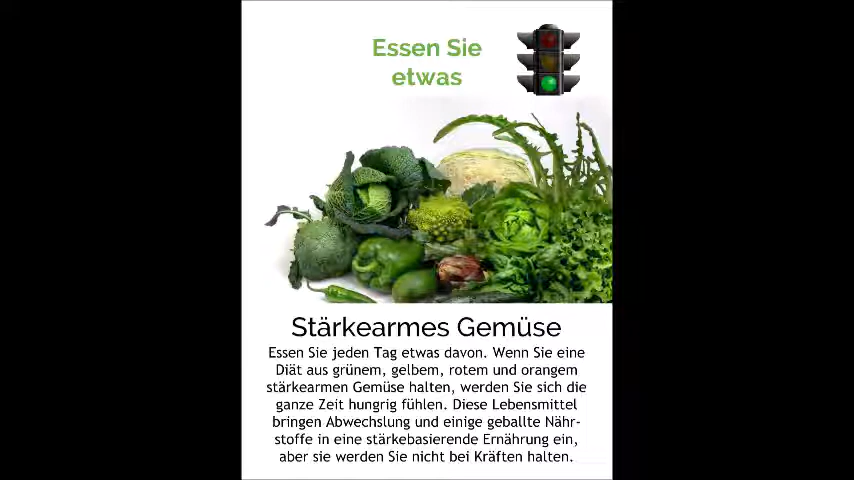 Essen Sie
etwas
Stärkearmes Gemüse
Essen Sie jeden Tag etwas davon. Wenn Sie eine
Diät aus grünem, gelbem, rotem und orangem
stärkearmen Gemüse halten, werden Sie sich die
ganze Zeit hungrig fühlen. Diese Lebensmittel
bringen Abwechslung und einige geballte Nähr-
stoffe in eine stärkebasierende Ernährung ein,
aber sie werden Sie nicht bei Kräften halten.